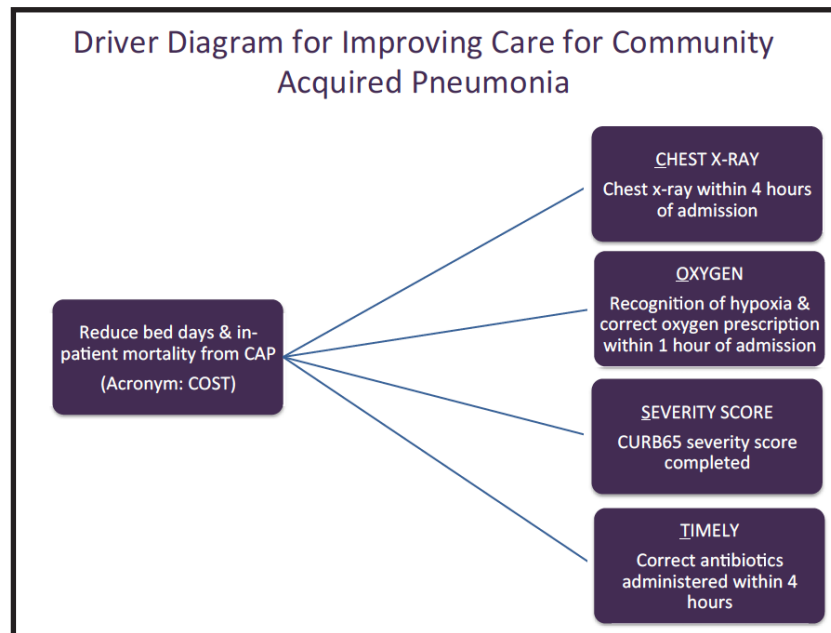 Driver Diagram for Improving Care for Community
Acquired Pneumonia
Reduce bed days & in-
patient mortality from CAP
(Acronym: COST)
CHEST X-RAY
Chest x-ray within 4 hours
of admission
OXYGEN
Recognition of hypoxia &
correct oxygen prescription
within 1 hour of admission
SEVERITY SCORE
CURB65 severity score
completed
TIMELY
Correct antibiotics
administered within 4
hours